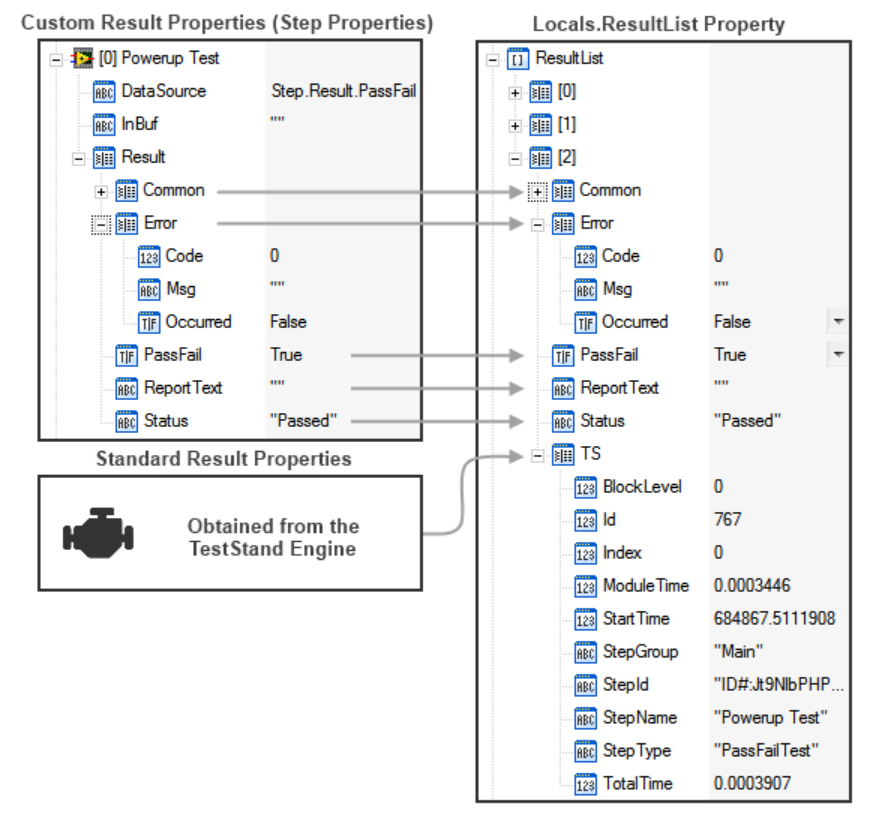 Custom Result Properties (Step Properties)
[0] Powerup Test
DataSource Step.Result.PassFail
InBuf ""
Result
Common
Error
Code 0
Msg ""
Occurred False
PassFail True
ReportText ""
Status "Passed"
Standard Result Properties
Obtained from the
TestStand Engine
Locals.ResultList Property
ResultList
[0]
[1]
[2]
Common
Error
Code 0
Msg ""
Occurred False
PassFail True
ReportText ""
Status "Passed"
TS
BlockLevel 0
Id 767
Index 0
ModuleTime 0.0003446
StartTime 684867.5111908
StepGroup "Main"
StepId "ID#:Jt9NlbPHP...
StepName "Powerup Test"
StepType "PassFailTest"
TotalTime 0.0003907